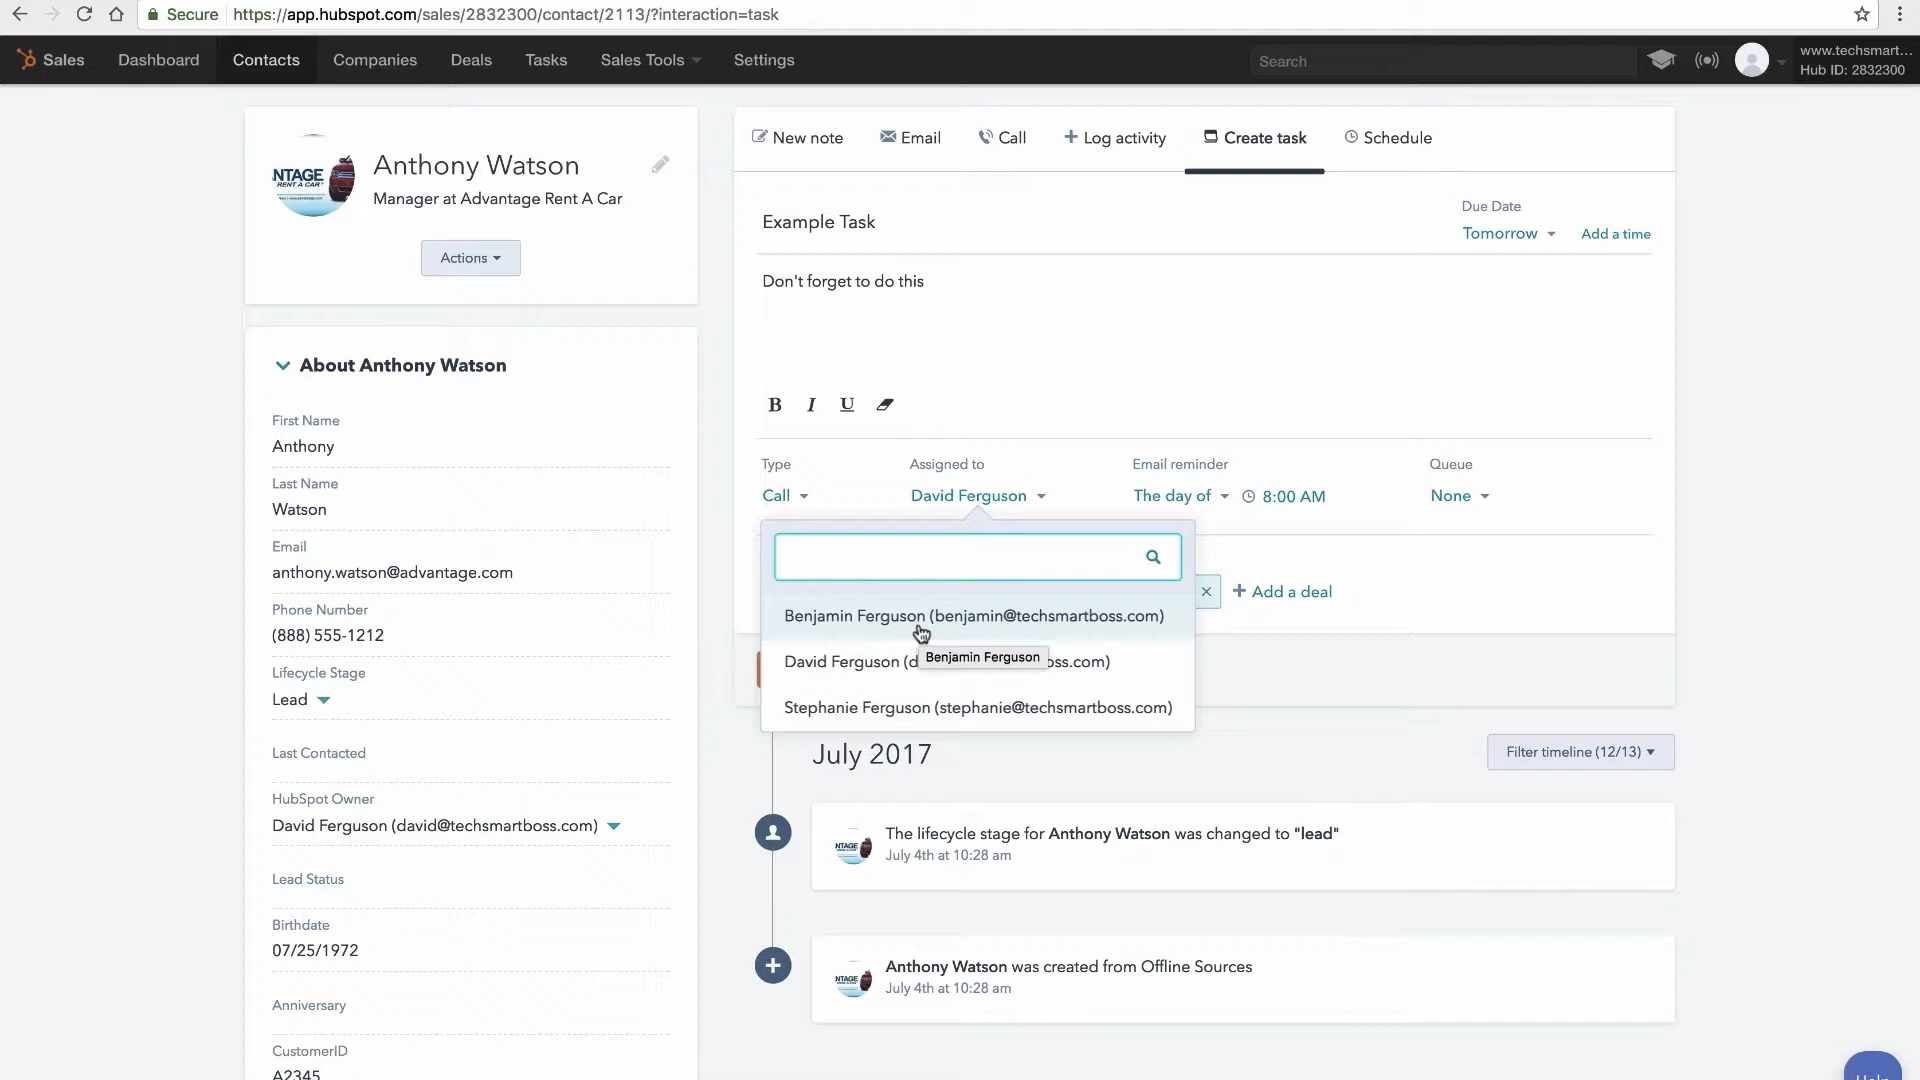 Secure https://app.hubspot.com/sales/2832300/contact/2113/?interaction=task
Sales Dashboard Contacts Companies Deals Tasks Sales Tools Settings Search www.techsmart...
Hub ID: 2832300
Anthony Watson
Manager at Advantage Rent A Car
NTAGE
RENT A CAR
Actions
About Anthony Watson
First Name
Anthony
Last Name
Watson
Email
anthony.watson@advantage.com
Phone Number
(888) 555-1212
Lifecycle Stage
Lead
Last Contacted
HubSpot Owner
David Ferguson (david@techsmartboss.com)
Lead Status
Birthdate
07/25/1972
Anniversary
CustomerID
A2345
New note Email Call Log activity Create task Schedule
Example Task
Due Date
Tomorrow Add a time
Don't forget to do this
B I U
Type Assigned to Email reminder Queue
Call David Ferguson The day of 8:00 AM None
Benjamin Ferguson (benjamin@techsmartboss.com)
Benjamin Ferguson
David Ferguson (d oss.com)
Stephanie Ferguson (stephanie@techsmartboss.com)
× + Add a deal
July 2017
Filter timeline (12/13)
NTAGE
The lifecycle stage for Anthony Watson was changed to "lead"
July 4th at 10:28 am
NTAGE
Anthony Watson was created from Offline Sources
July 4th at 10:28 am
Help